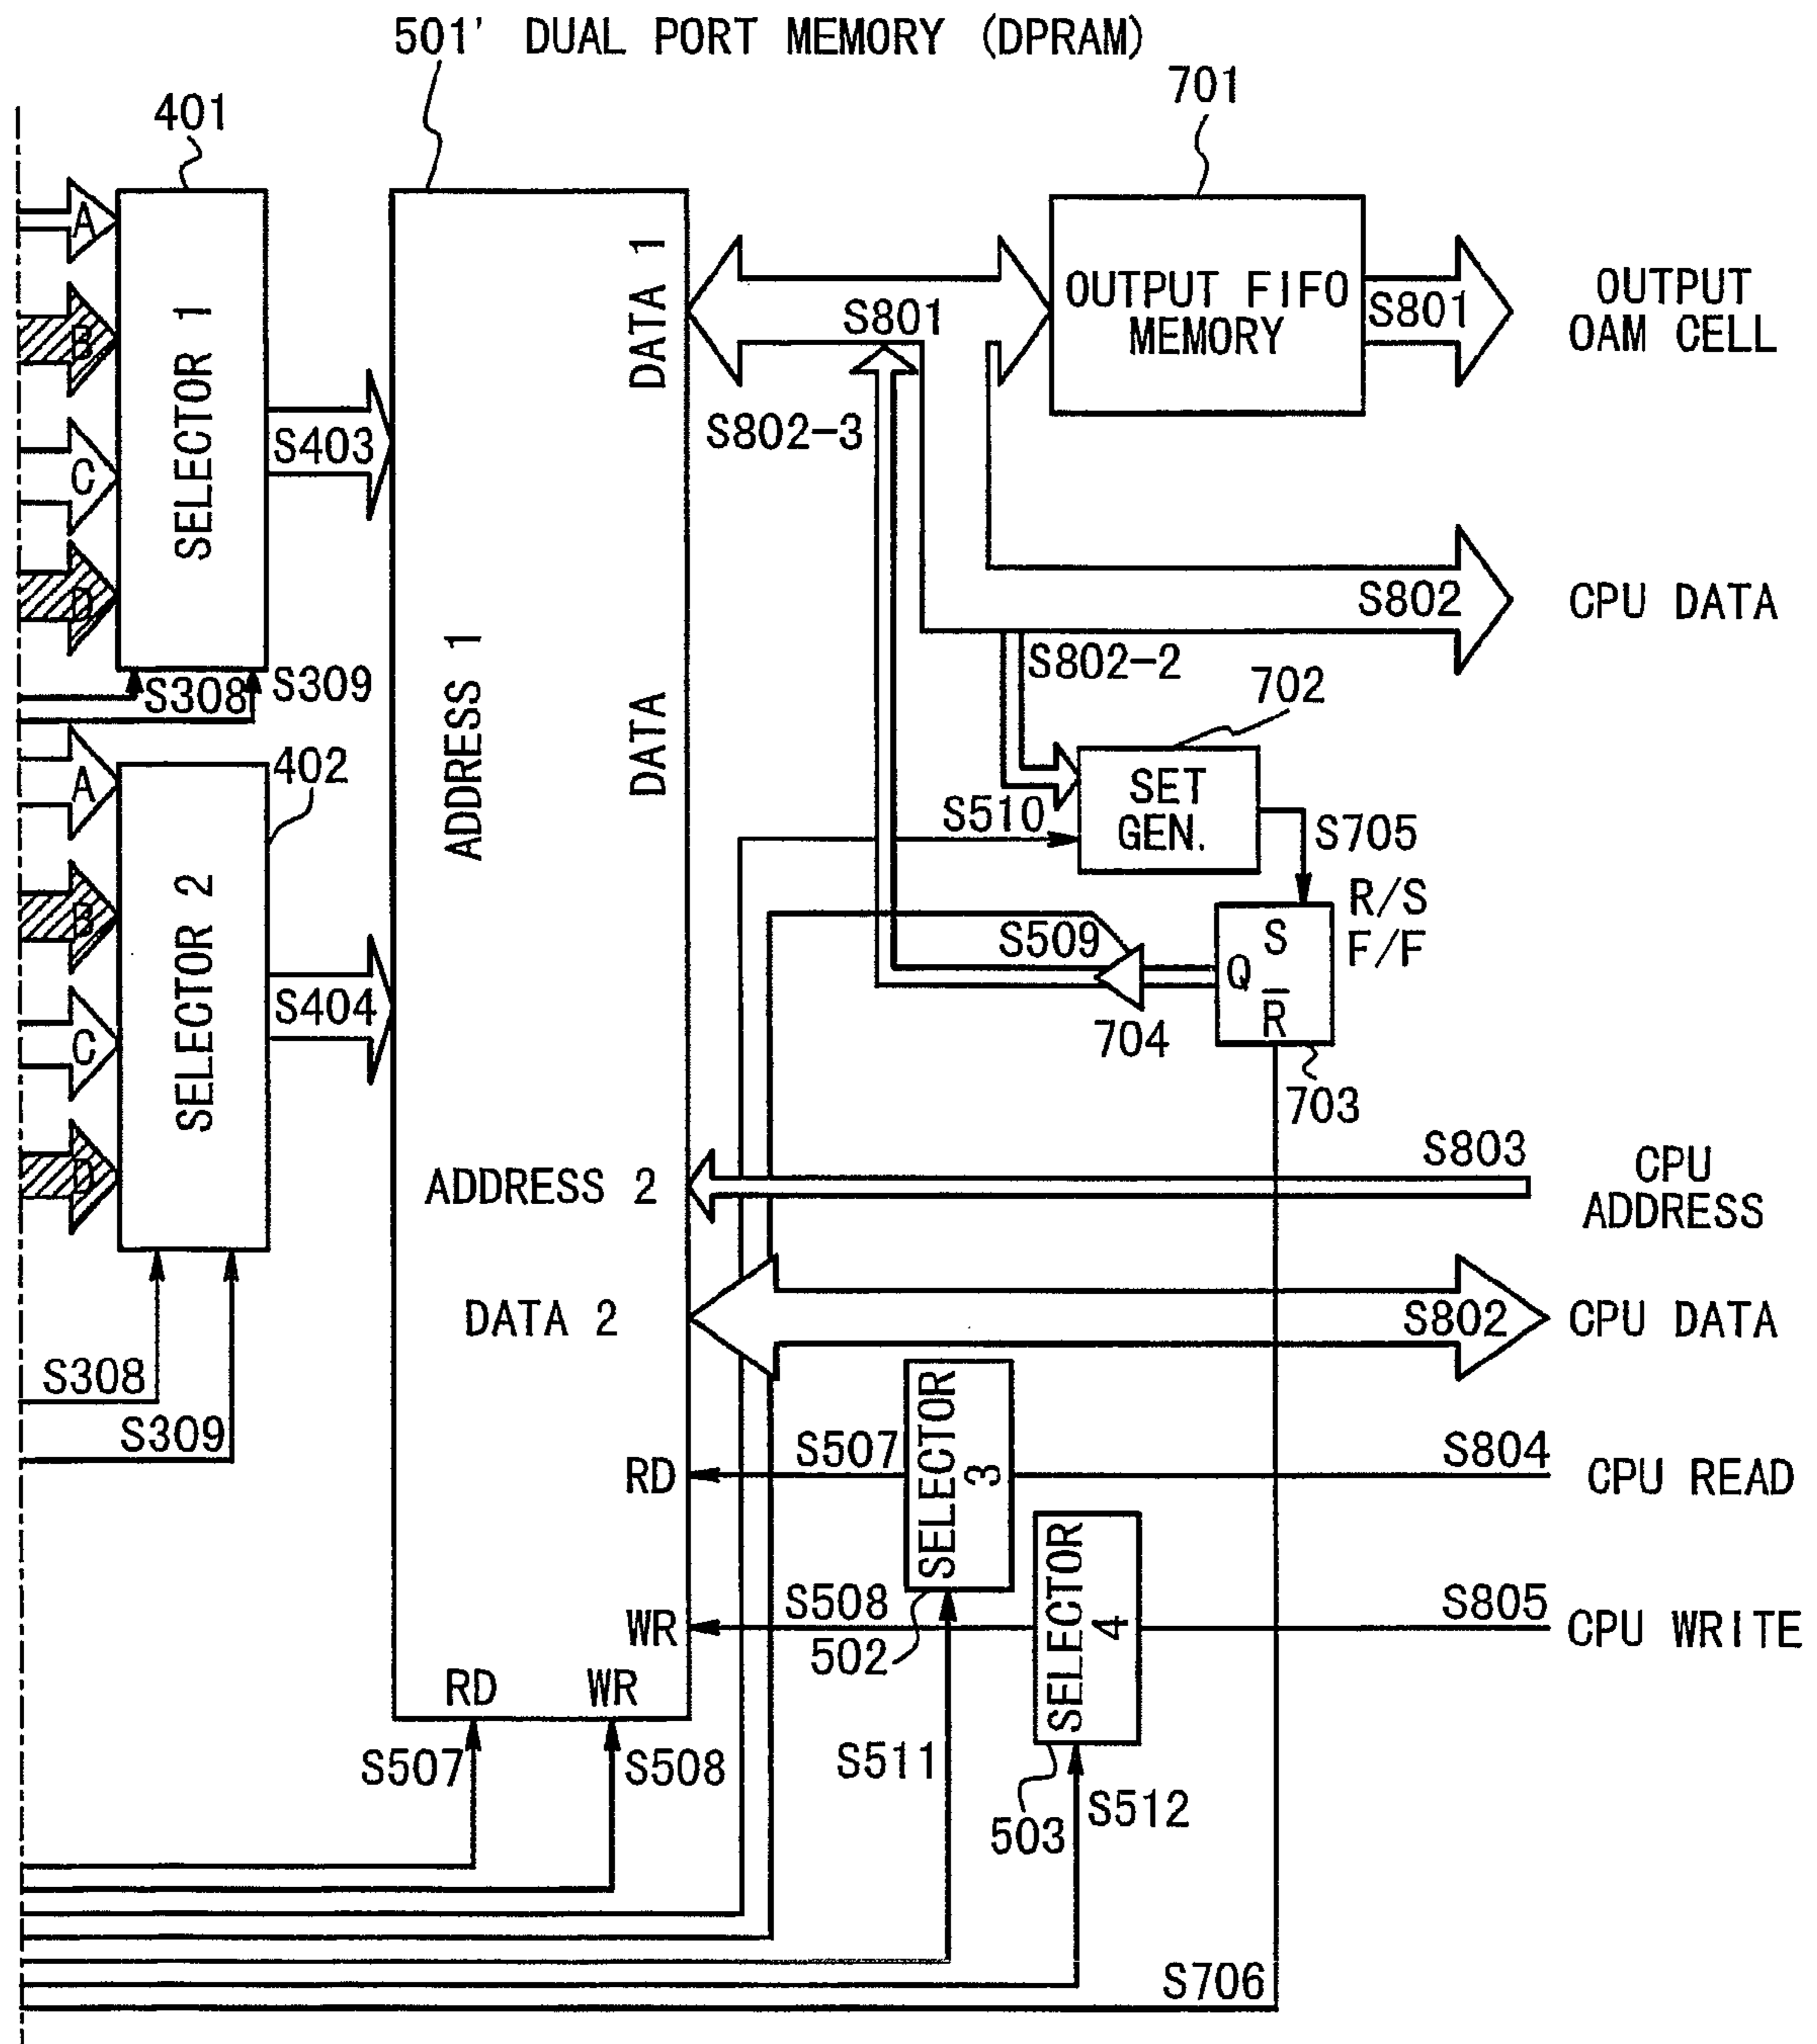 501' DUAL PORT MEMORY (DPRAM)
401
701
A
B
C
D
SELECTOR 1
S403
DATA 1
S801
OUTPUT FIFO
MEMORY
S801
OUTPUT
OAM CELL
S802-3
S802
CPU DATA
S308
S309
S802-2
702
ADDRESS 1
DATA
402
A
B
C
D
SELECTOR 2
S404
S510
SET
GEN.
S705
R/S
F/F
S509
Q
S
R
704
703
ADDRESS 2
S803
CPU
ADDRESS
DATA 2
S802
CPU DATA
S308
S309
RD
S507
SELECTOR
3
S804
CPU READ
WR
S508
502
SELECTOR
4
S805
CPU WRITE
RD
WR
S507
S508
S511
503
S512
S706